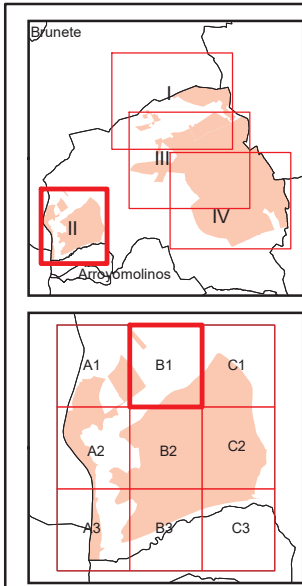 Brunete
I
III
II
IV
Arroyomolinos
A1 B1 C1
A2 B2 C2
A3 B3 C3